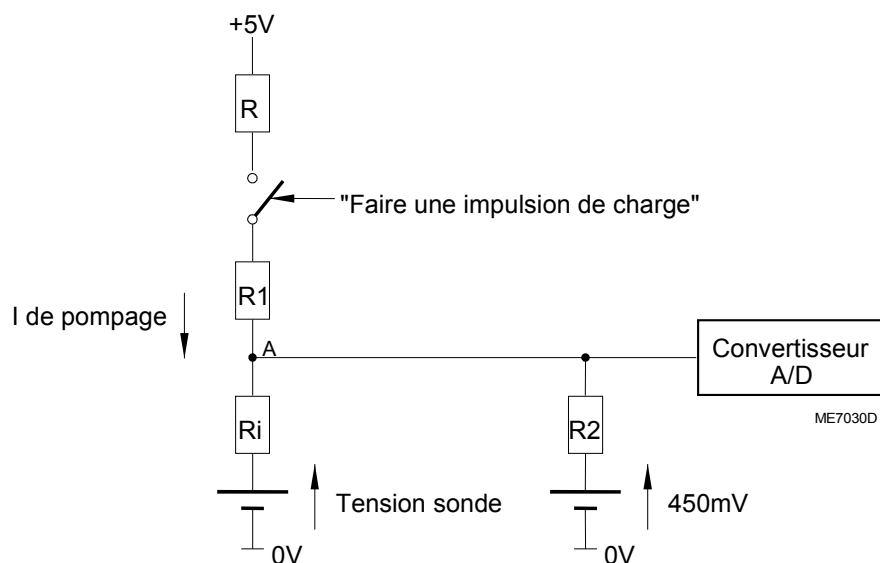 +5V
R
"Faire une impulsion de charge"
R1
I de pompage
A
Convertisseur
A/D
ME7030D
Ri
R2
Tension sonde
450mV
0V
0V